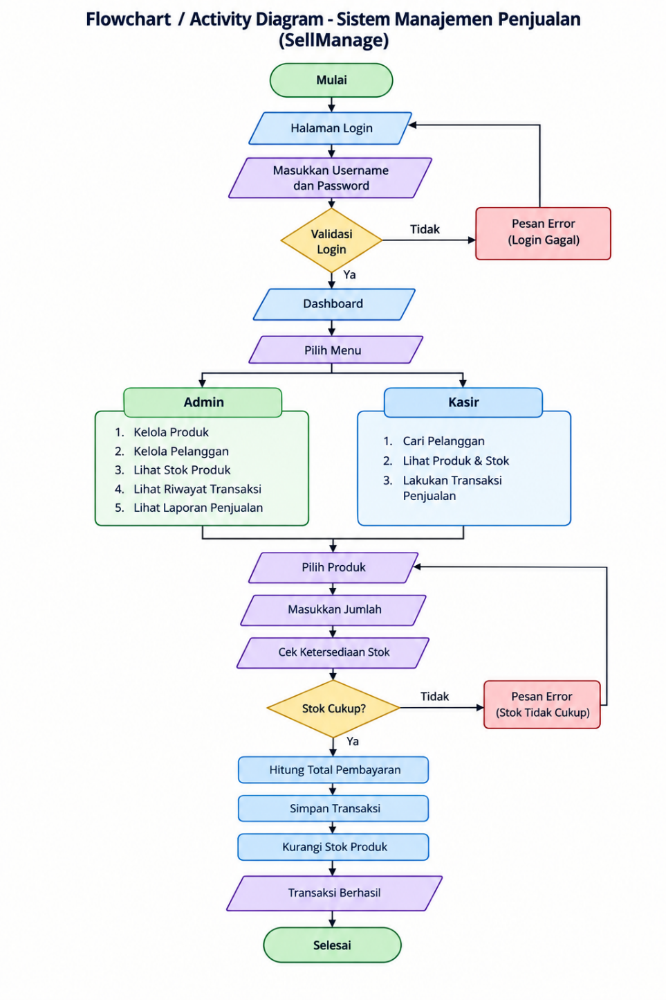 Flowchart / Activity Diagram - Sistem Manajemen Penjualan
(SellManage)
Mulai
Halaman Login
Masukkan Username
dan Password
Validasi
Login
Tidak
Pesan Error
(Login Gagal)
Ya
Dashboard
Pilih Menu
Admin
1. Kelola Produk
2. Kelola Pelanggan
3. Lihat Stok Produk
4. Lihat Riwayat Transaksi
5. Lihat Laporan Penjualan
Kasir
1. Cari Pelanggan
2. Lihat Produk & Stok
3. Lakukan Transaksi
Penjualan
Pilih Produk
Masukkan Jumlah
Cek Ketersediaan Stok
Stok Cukup?
Tidak
Pesan Error
(Stok Tidak Cukup)
Ya
Hitung Total Pembayaran
Simpan Transaksi
Kurangi Stok Produk
Transaksi Berhasil
Selesai